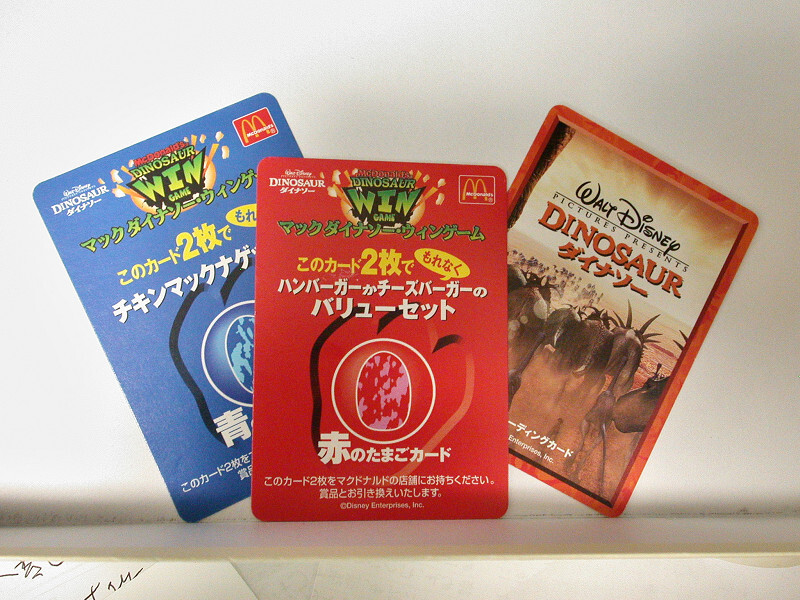 WALT DISNEY
DINOSAUR
ダイナソー
McDONALD'S
DINOSAUR
WIN
GAME
McDonald's
マックダイナソー・ウィンゲー
このカード2枚で
もれ
チキンマックナゲッ
青
このカード2枚を
賞品
WALT DISNEY
DINOSAUR
ダイナソー
McDONALD'S
DINOSAUR
WIN
GAME
McDonald's
マックダイナソー・ウィンゲーム
このカード2枚で
もれなく
ハンバーガーかチーズバーガーの
バリューセット
赤のたまごカード
このカード2枚をマクドナルドの店舗にお持ちください。
賞品とお引き換えいたします。
©Disney Enterprises, Inc.
Walt Disney
PICTURES PRESENTS
DINOSAUR
ダイナソー
ーディングカード
Enterprises, Inc.